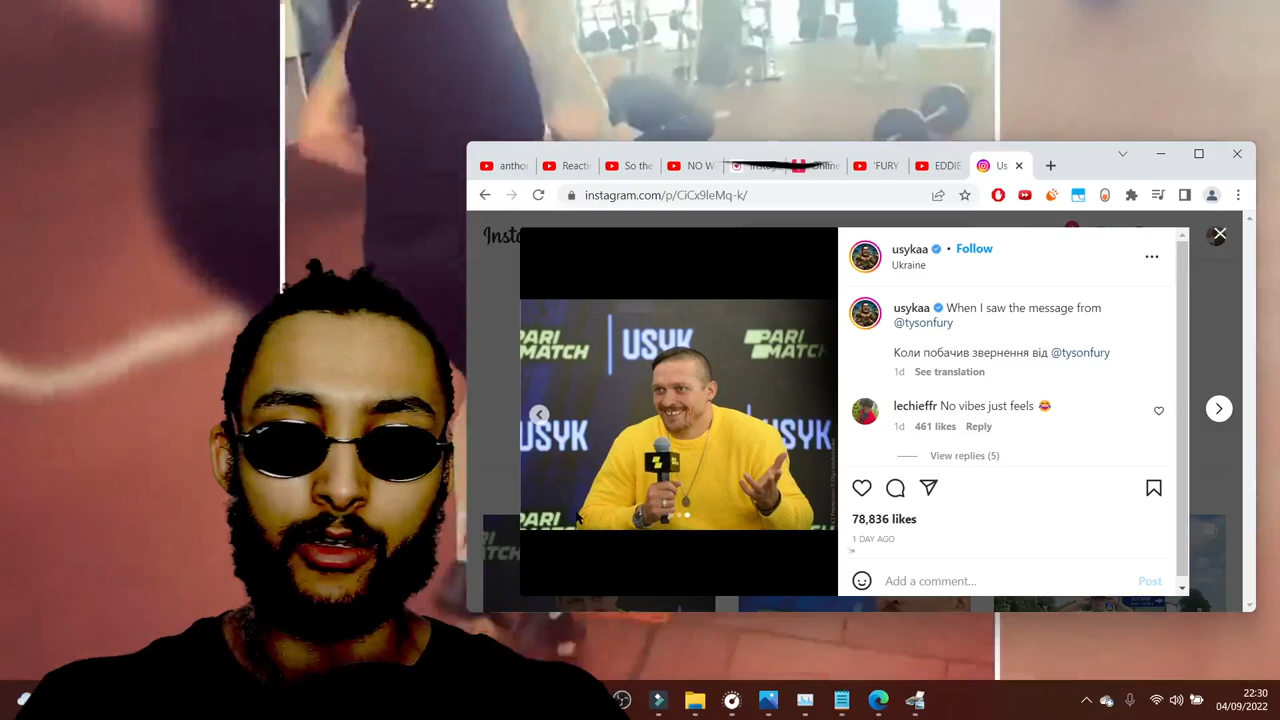 anthor
Reacti
So the
NO W
Online
'FURY
EDDIE
Us
instagram.com/p/CiCx9leMq-k/
Insta
usykaa • Follow
Ukraine
usykaa When I saw the message from
@tysonfury
Коли побачив звернення від @tysonfury
1d See translation
lechieffr No vibes just feels 😂
1d 461 likes Reply
View replies (5)
78,836 likes
1 DAY AGO
Add a comment...
Post
PARI
MATCH
USYK
PARI
MATCH
USYK
USYK
PARI
MATCH
22:30
04/09/2022